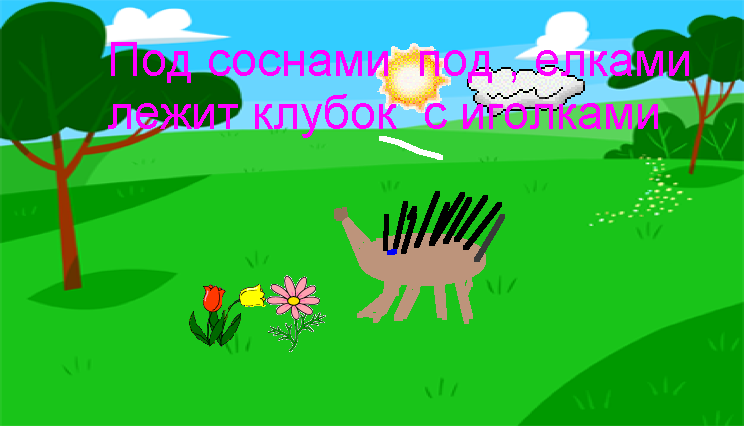 Под соснами под , елками
лежит клубок с иголками